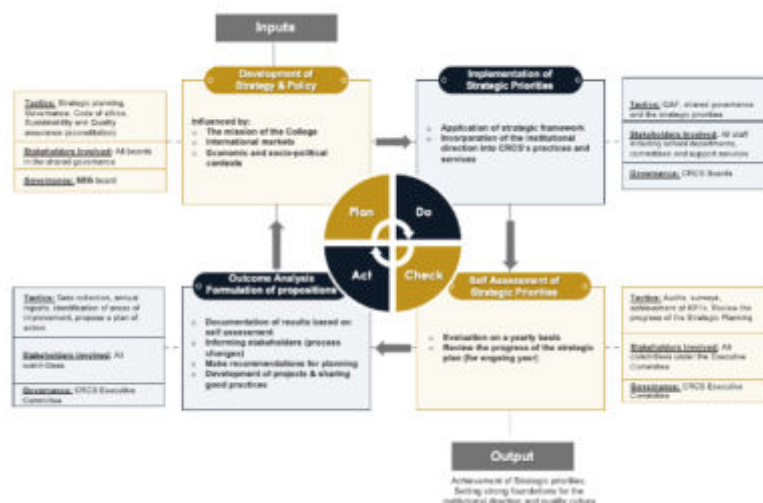 Inputs
Development of
Strategy & Policy
Influenced by:
o The mission of the College
o International markets
o Economic and socio-political
contexts
Tactics: Strategic planning,
Governance, Code of ethics,
Sustainability and Quality
assurance (accreditation)
Stakeholders Involved: All
boards in the shared governance
Governance: board
Implementation of
Strategic Priorities
o Application of strategic framework
o Incorporation of the institutional
direction into CRCS's practices and
services
Tactics: QAF, shared governance
and the strategic priorities
Stakeholders Involved: All staff
including school departments,
committees and support services
Governance: CRCS Boards
Plan
Do
Act
Check
Outcome Analysis
Formulation of propositions
o Documentation of results based on
self assessment
o Informing stakeholders (process
changes)
o Make recommendations for planning
o Development of projects & sharing
good practices
Tactics: Data collection, annual
reports, identification of areas of
improvement, propose a plan of
action
Stakeholders Involved: All
committees
Governance: CRCS Executive
Committee
Self Assessment of
Strategic Priorities
o Evaluation on a yearly basis
o Review the progress of the strategic
plan (for ongoing year)
Tactics: Audits, surveys,
achievement of KPI's, Review the
progress of the Strategic Planning
Stakeholders Involved: All
committees under the Executive
Committee
Governance: CRCS Executive
Committee
Output
Achievement of Strategic priorities
Setting strong foundations for the
institutional direction and quality culture